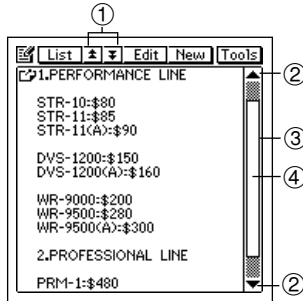 ①
List Edit New Tools
1.PERFORMANCE LINE
②
STR-10:$80
STR-11:$85
STR-11(A):$90
③
DVS-1200:$150
DVS-1200(A):$160
④
WR-9000:$200
WR-9500:$280
WR-9500(A):$300
2.PROFESSIONAL LINE
PRM-1:$480
②